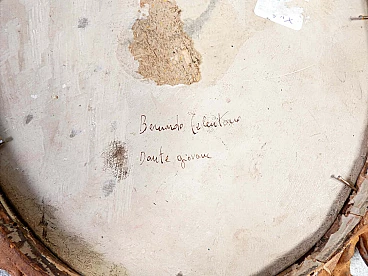 Bernardo Celentano
Dante giovane